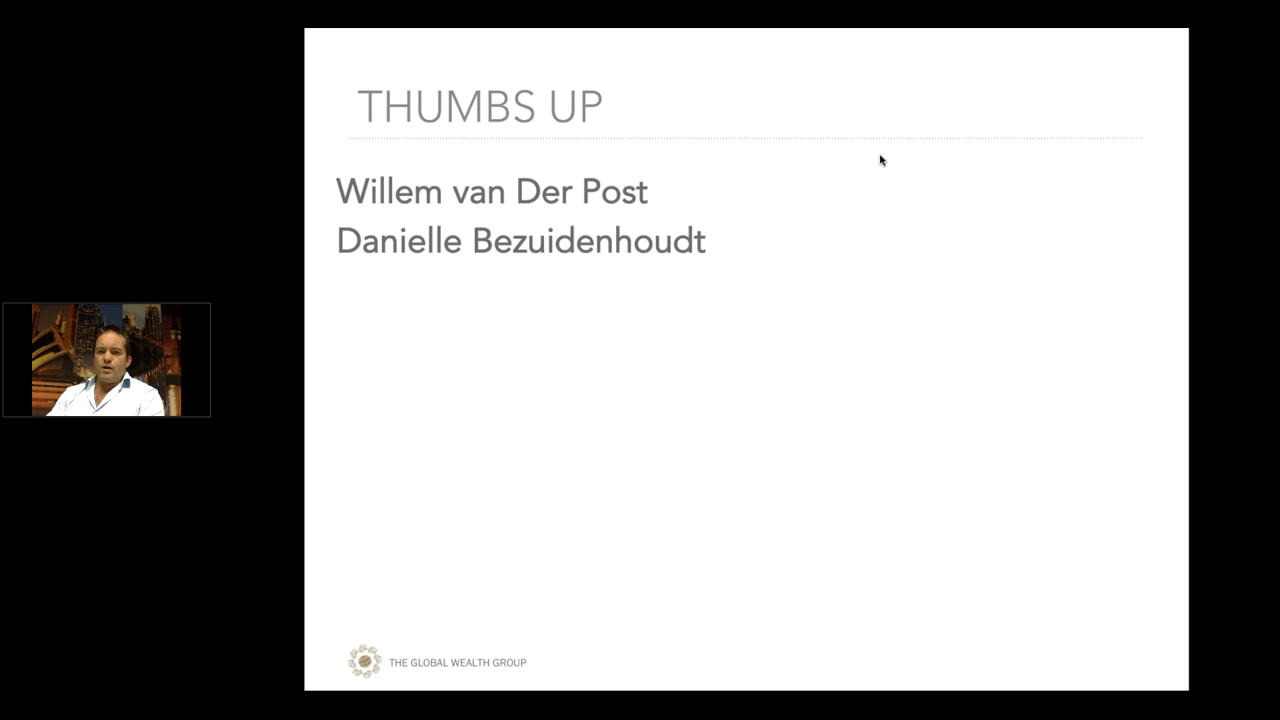 THUMBS UP
Willem van Der Post
Danielle Bezuidenhoudt
THE GLOBAL WEALTH GROUP